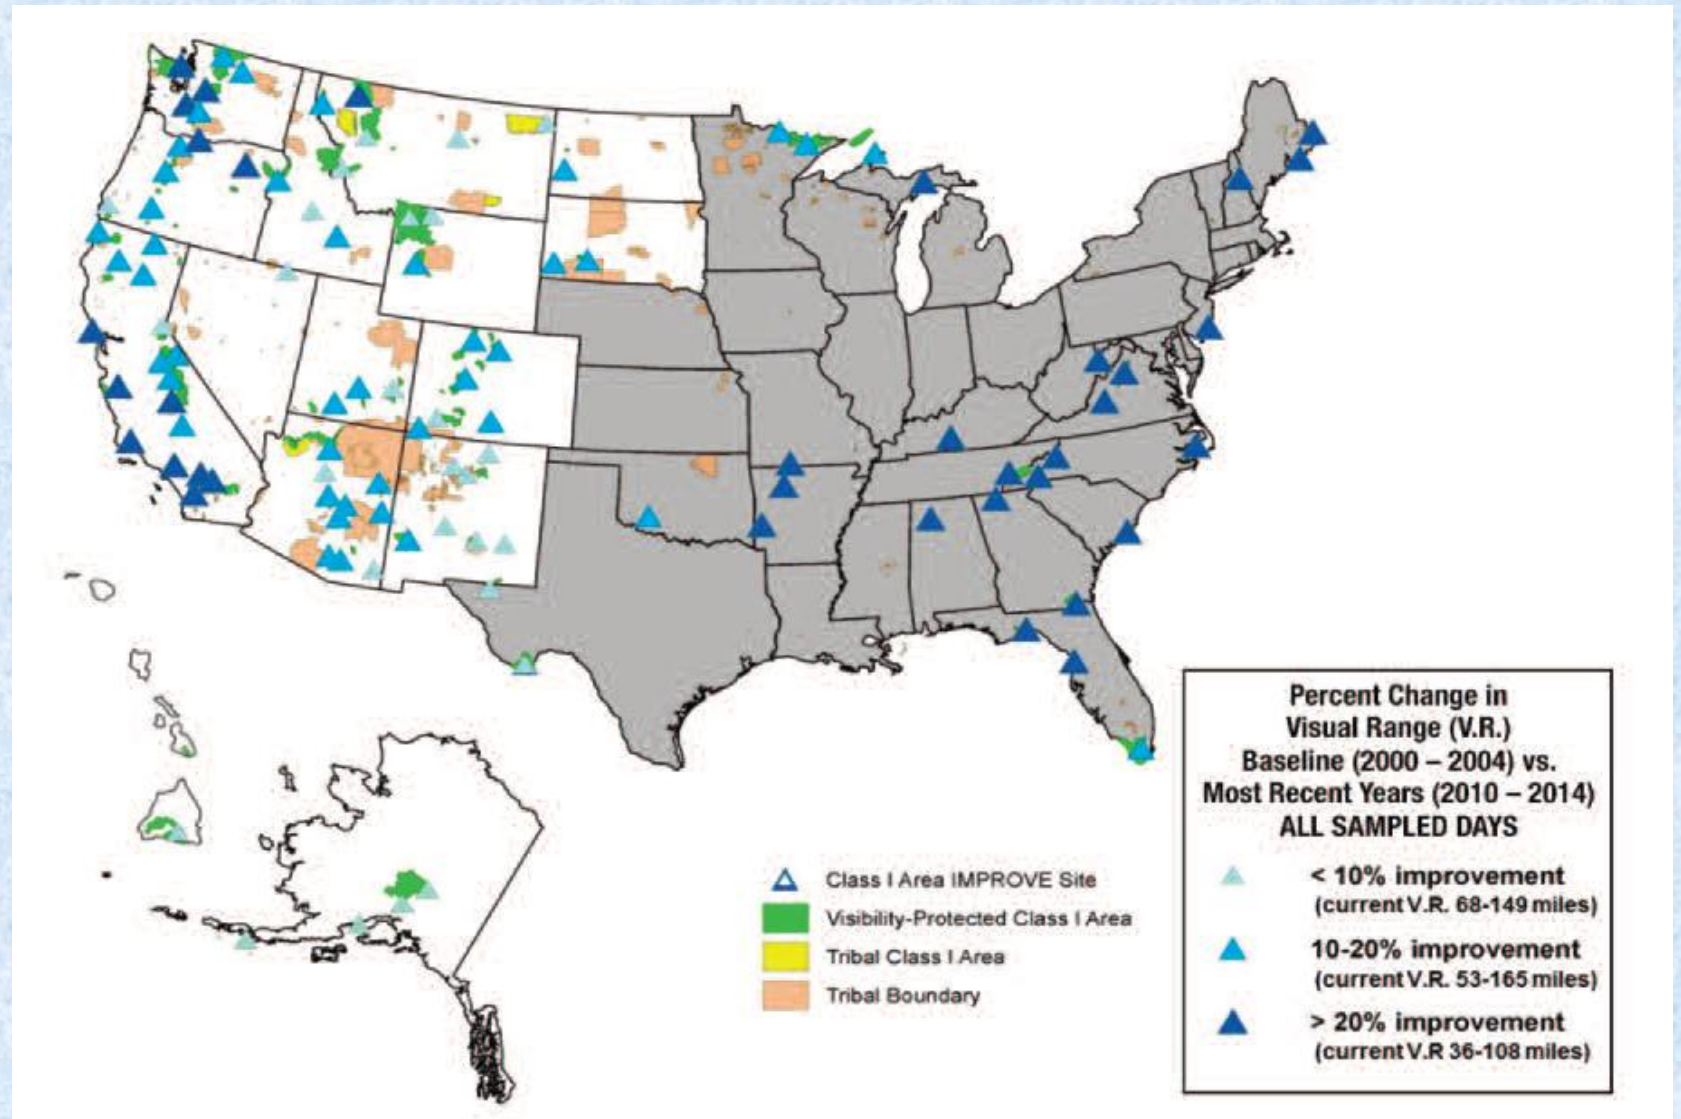 Percent Change in
Visual Range (V.R.)
Baseline (2000 – 2004) vs.
Most Recent Years (2010 – 2014)
ALL SAMPLED DAYS
< 10% improvement
(current V.R. 68-149 miles)
10-20% improvement
(current V.R. 53-165 miles)
> 20% improvement
(current V.R 36-108 miles)
Class I Area IMPROVE Site
Visibility-Protected Class I Area
Tribal Class I Area
Tribal Boundary